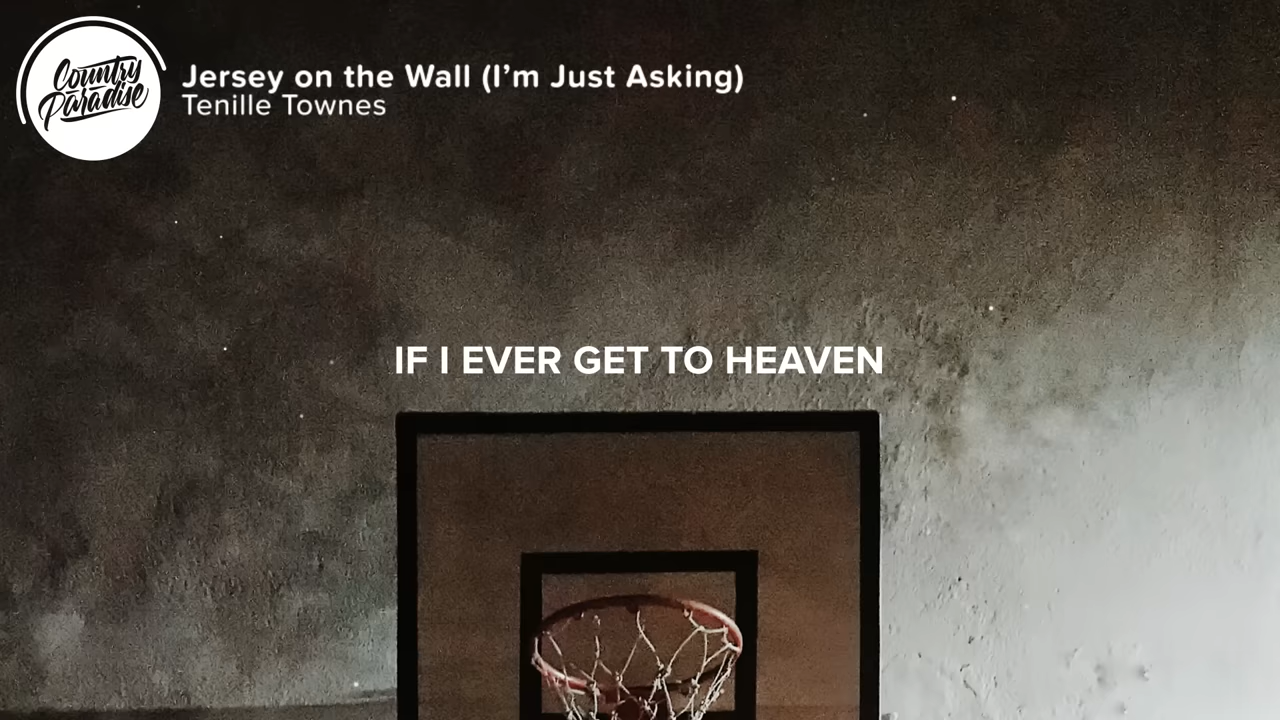 Country
Paradise
Jersey on the Wall (I’m Just Asking)
Tenille Townes
IF I EVER GET TO HEAVEN